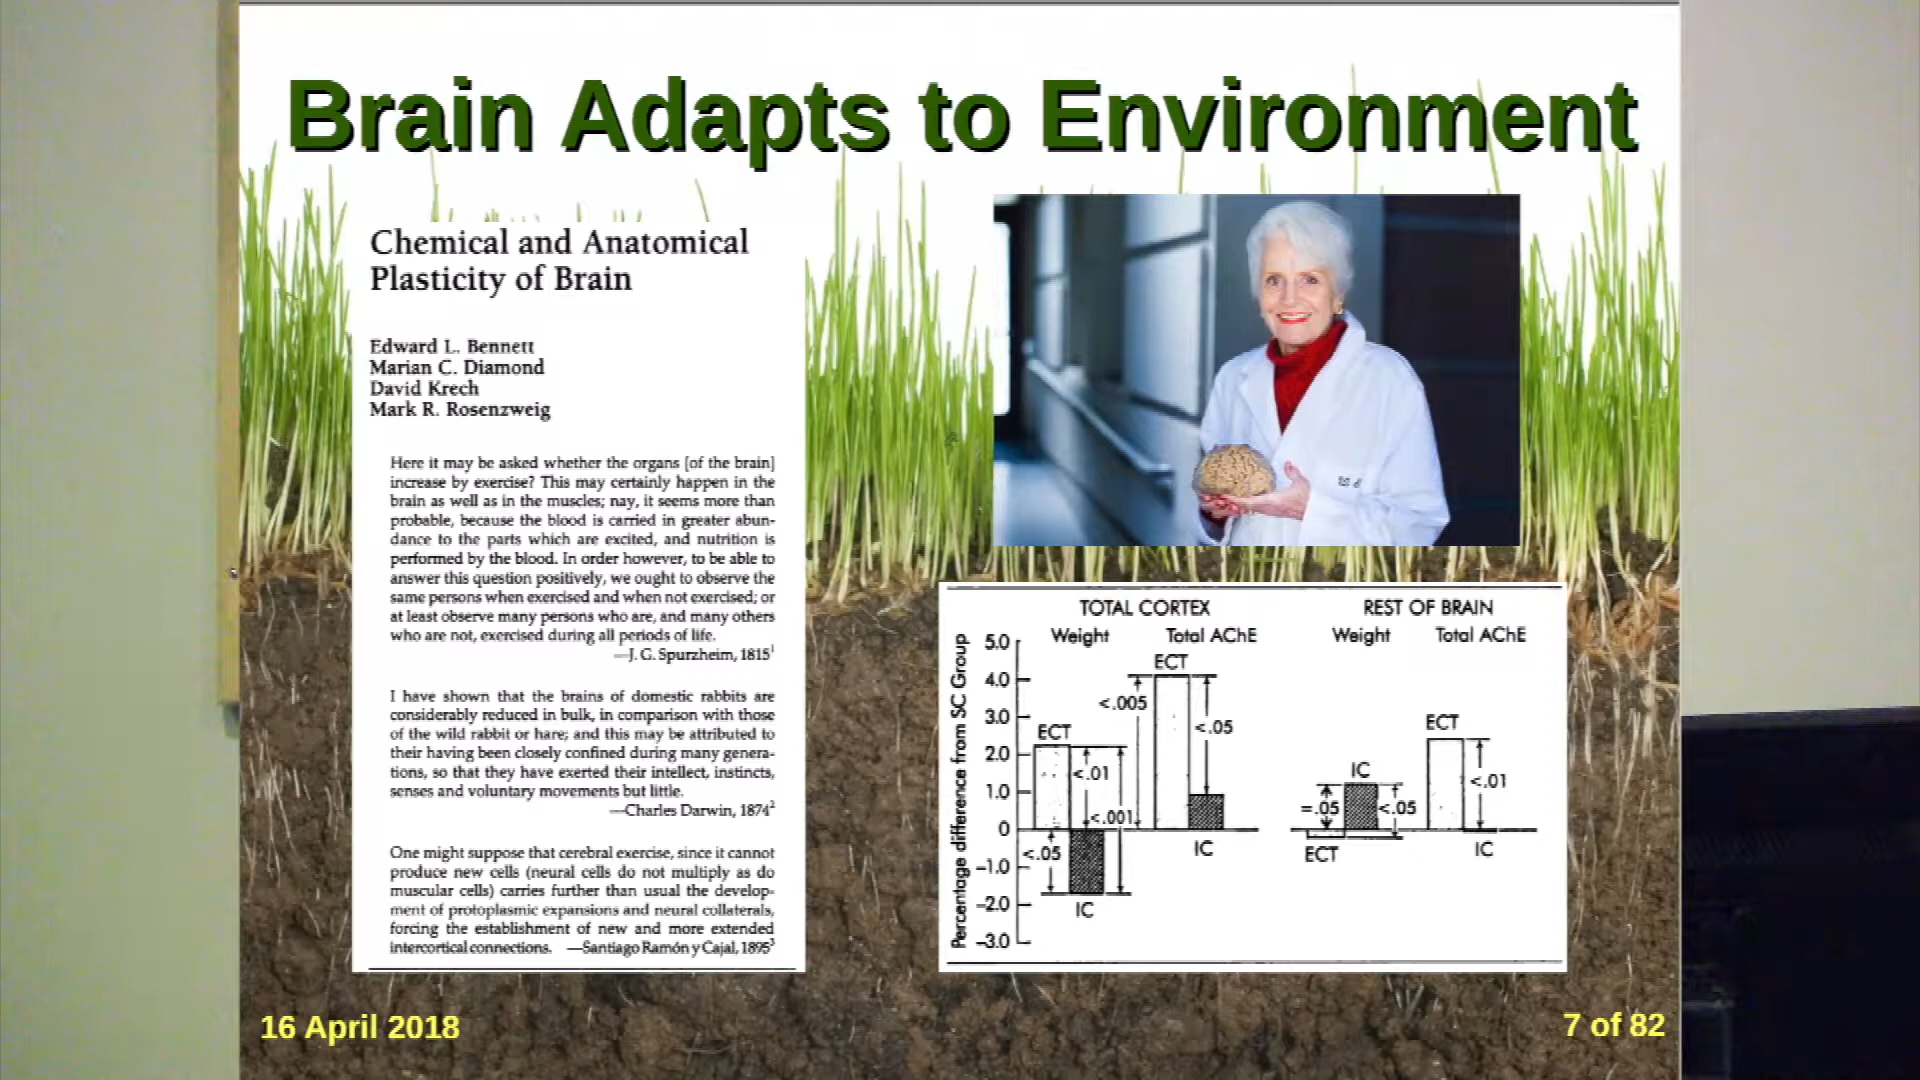 Brain Adapts to Environment
Chemical and Anatomical
Plasticity of Brain
Edward L. Bennett
Marian C. Diamond
David Krech
Mark R. Rosenzweig
Here it may be asked whether the organs [of the brain]
increase by exercise? This may certainly happen in the
brain as well as in the muscles; nay, it seems more than
probable, because the blood is carried in greater abun-
dance to the parts which are excited, and nutrition is
performed by the blood. In order however, to be able to
answer this question positively, we ought to observe the
same persons when exercised and when not exercised; or
at least observe many persons who are, and many others
who are not, exercised during all periods of life.
—J. G. Spurzheim, 1815¹
I have shown that the brains of domestic rabbits are
considerably reduced in bulk, in comparison with those
of the wild rabbit or hare; and this may be attributed to
their having been closely confined during many genera-
tions, so that they have exerted their intellect, instincts,
senses and voluntary movements but little.
—Charles Darwin, 1874²
One might suppose that cerebral exercise, since it cannot
produce new cells (neural cells do not multiply as do
muscular cells) carries further than usual the develop-
ment of protoplasmic expansions and neural collaterals,
forcing the establishment of new and more extended
intercortical connections. —Santiago Ramón y Cajal, 1895³
TOTAL CORTEX
REST OF BRAIN
Weight
Total AChE
Weight
Total AChE
Percentage difference from SC Group
5.0
4.0
3.0
2.0
1.0
0
-1.0
-2.0
-3.0
ECT
<.01
<.001
<.05
IC
ECT
<.005
<.05
IC
IC
=.05
<.05
ECT
ECT
<.01
IC
16 April 2018
7 of 82